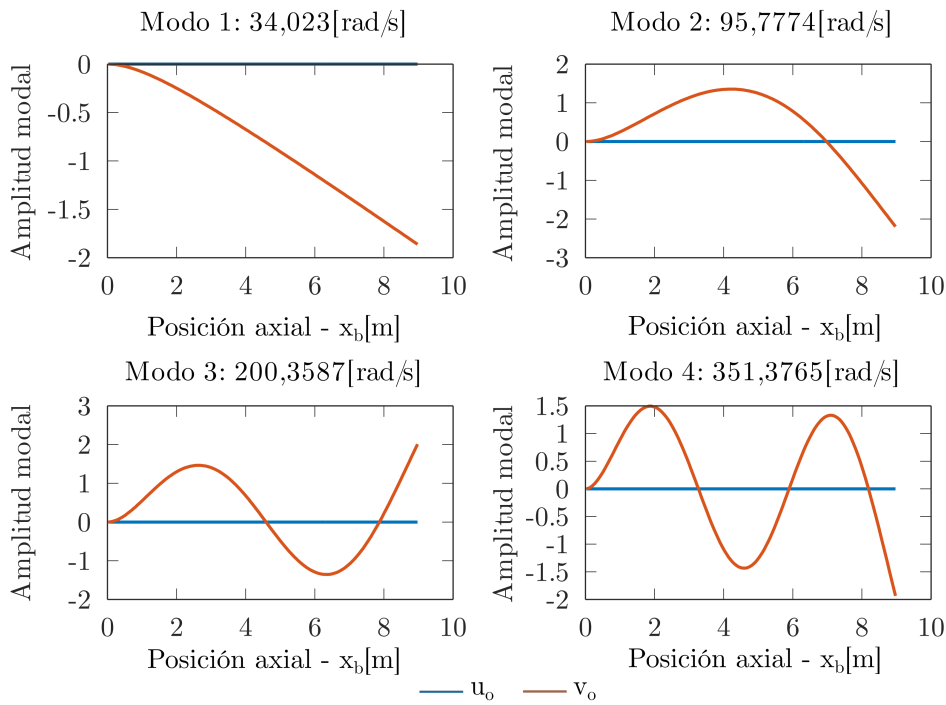 Modo 1: 34,023[rad/s]
Amplitud modal
0
-0.5
-1
-1.5
-2
0 2 4 6 8 10
Posición axial - x_b[m]
Modo 2: 95,7774[rad/s]
Amplitud modal
2
1
0
-1
-2
-3
0 2 4 6 8 10
Posición axial - x_b[m]
Modo 3: 200,3587[rad/s]
Amplitud modal
3
2
1
0
-1
-2
0 2 4 6 8 10
Posición axial - x_b[m]
Modo 4: 351,3765[rad/s]
Amplitud modal
1.5
1
0.5
0
-0.5
-1
-1.5
-2
0 2 4 6 8 10
Posición axial - x_b[m]
u_o v_o